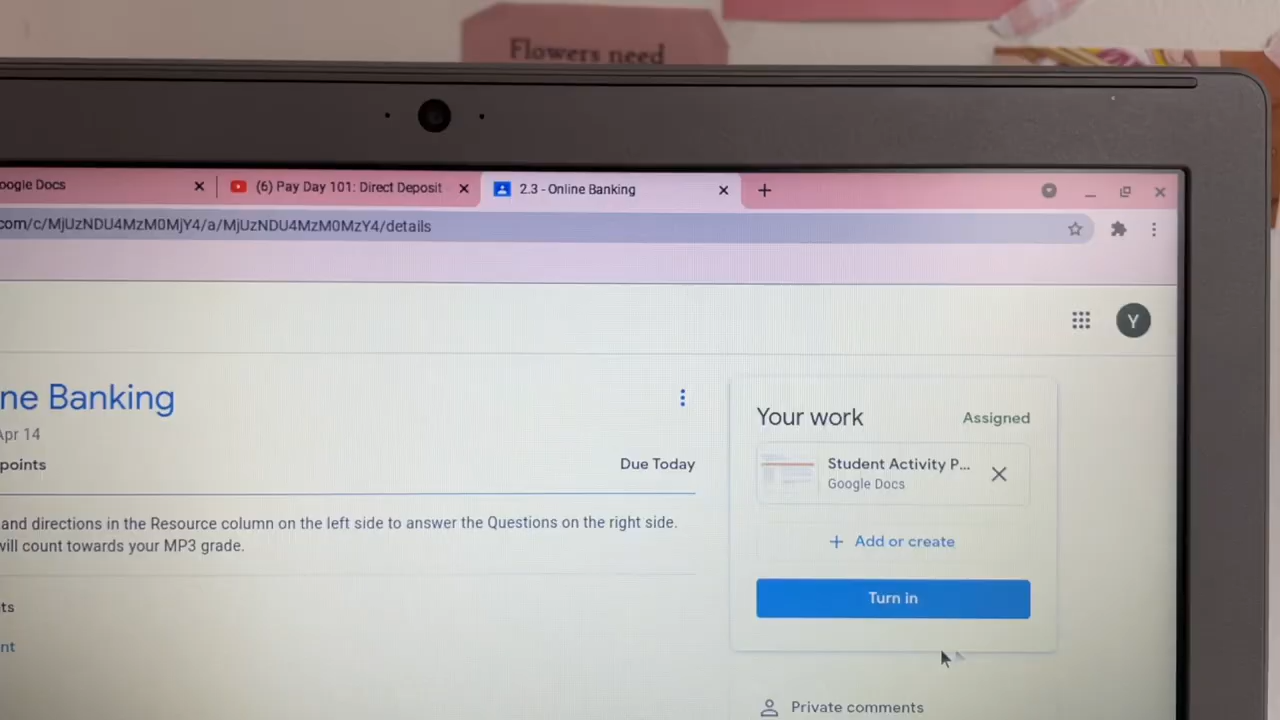 Flowers need
oogle Docs
(6) Pay Day 101: Direct Deposit
2.3 - Online Banking
com/c/MjUzNDU4MzM0MjY4/a/MjUzNDU4MzM0MzY4/details
Y
ne Banking
Apr 14
points
Due Today
and directions in the Resource column on the left side to answer the Questions on the right side.
will count towards your MP3 grade.
ts
nt
Your work
Assigned
Student Activity P...
Google Docs
+ Add or create
Turn in
Private comments